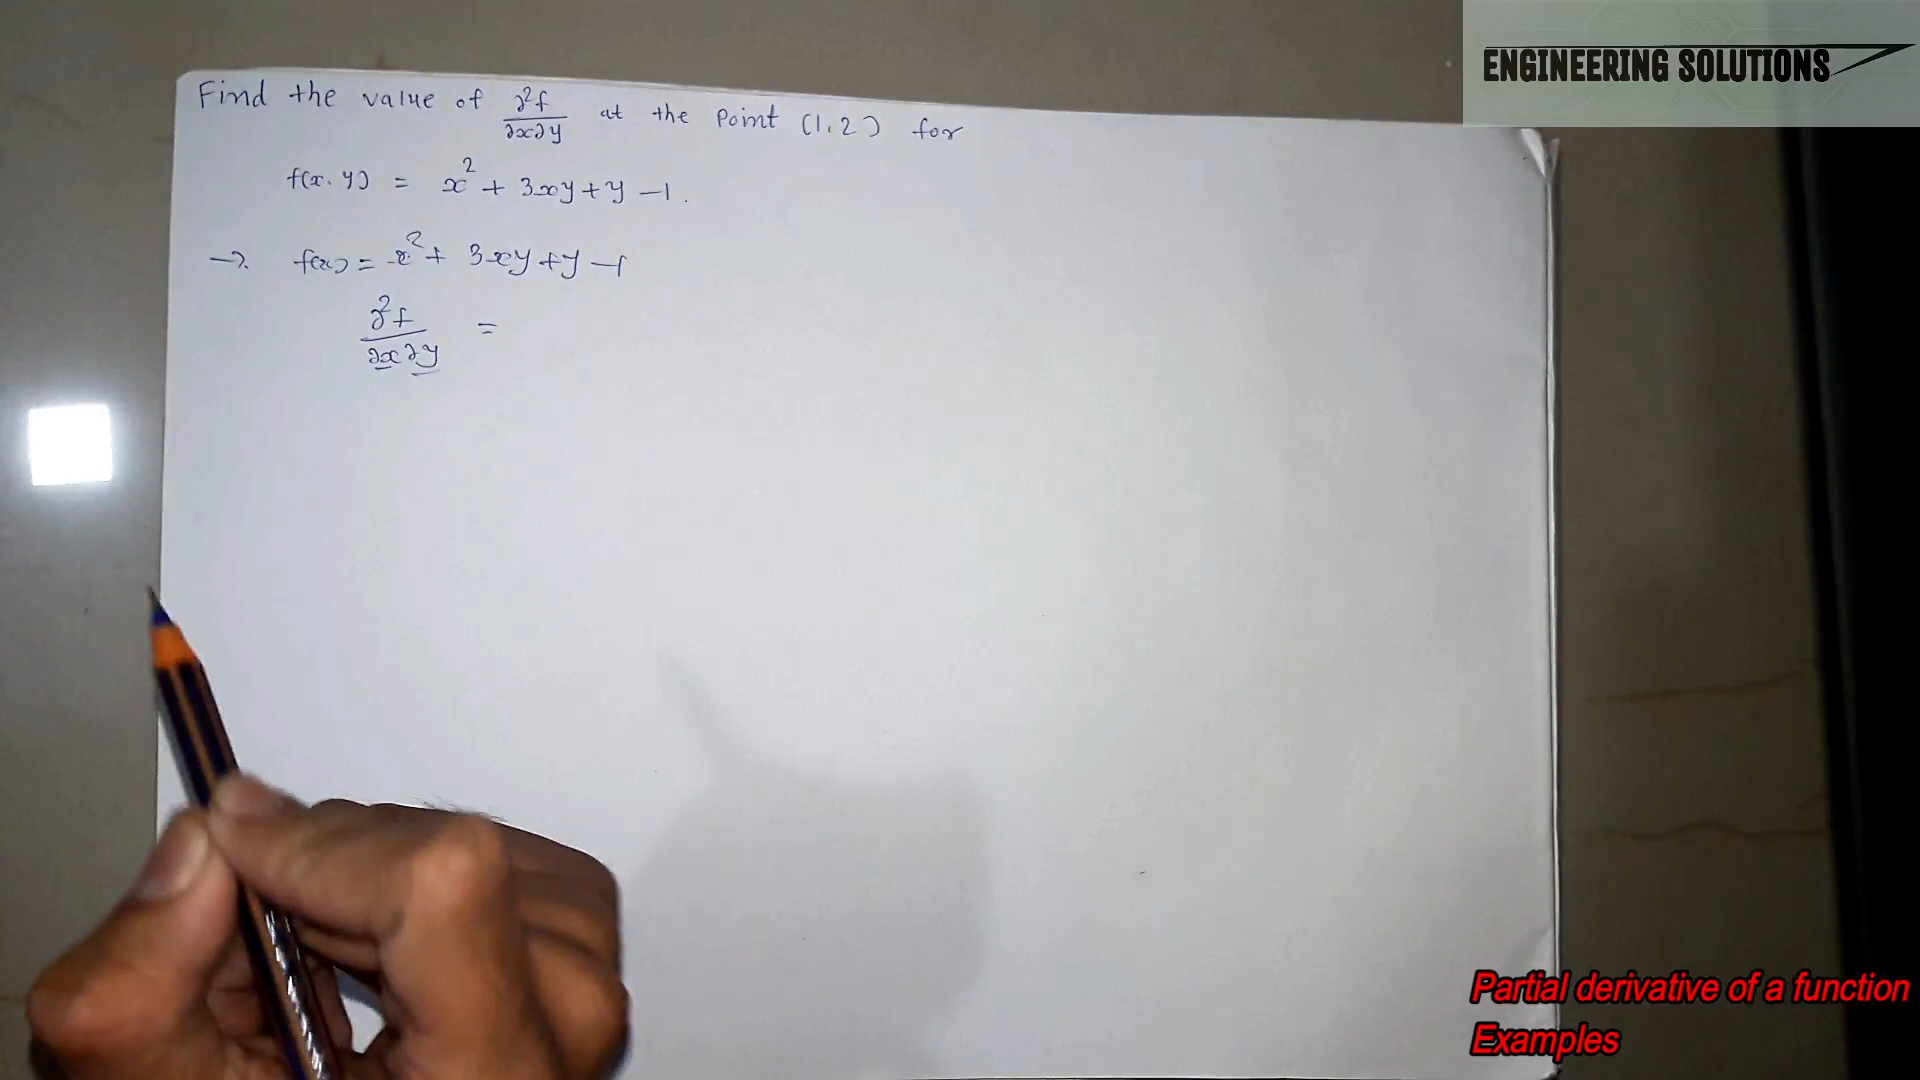 ENGINEERING SOLUTIONS
Find the value of ∂²f/∂x∂y at the point (1,2) for
f(x,y) = x² + 3xy + y - 1.
→ f(x) = x² + 3xy + y - 1
∂²f/∂x∂y =
Partial derivative of a function
Examples